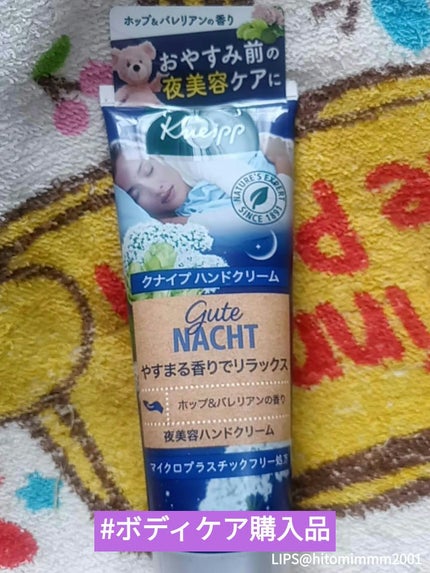 ホップ&バレリアンの香り
おやすみ前の
夜美容ケアに
Kneipp
NATURE'S EXPERT
SINCE 1891
クナイプ ハンドクリーム
Gute
NACHT
やすまる香りでリラックス
ホップ&バレリアンの香り
夜美容ハンドクリーム
マイクロプラスチックフリー処方
#ボディケア購入品
LIPS@hitomimmm2001